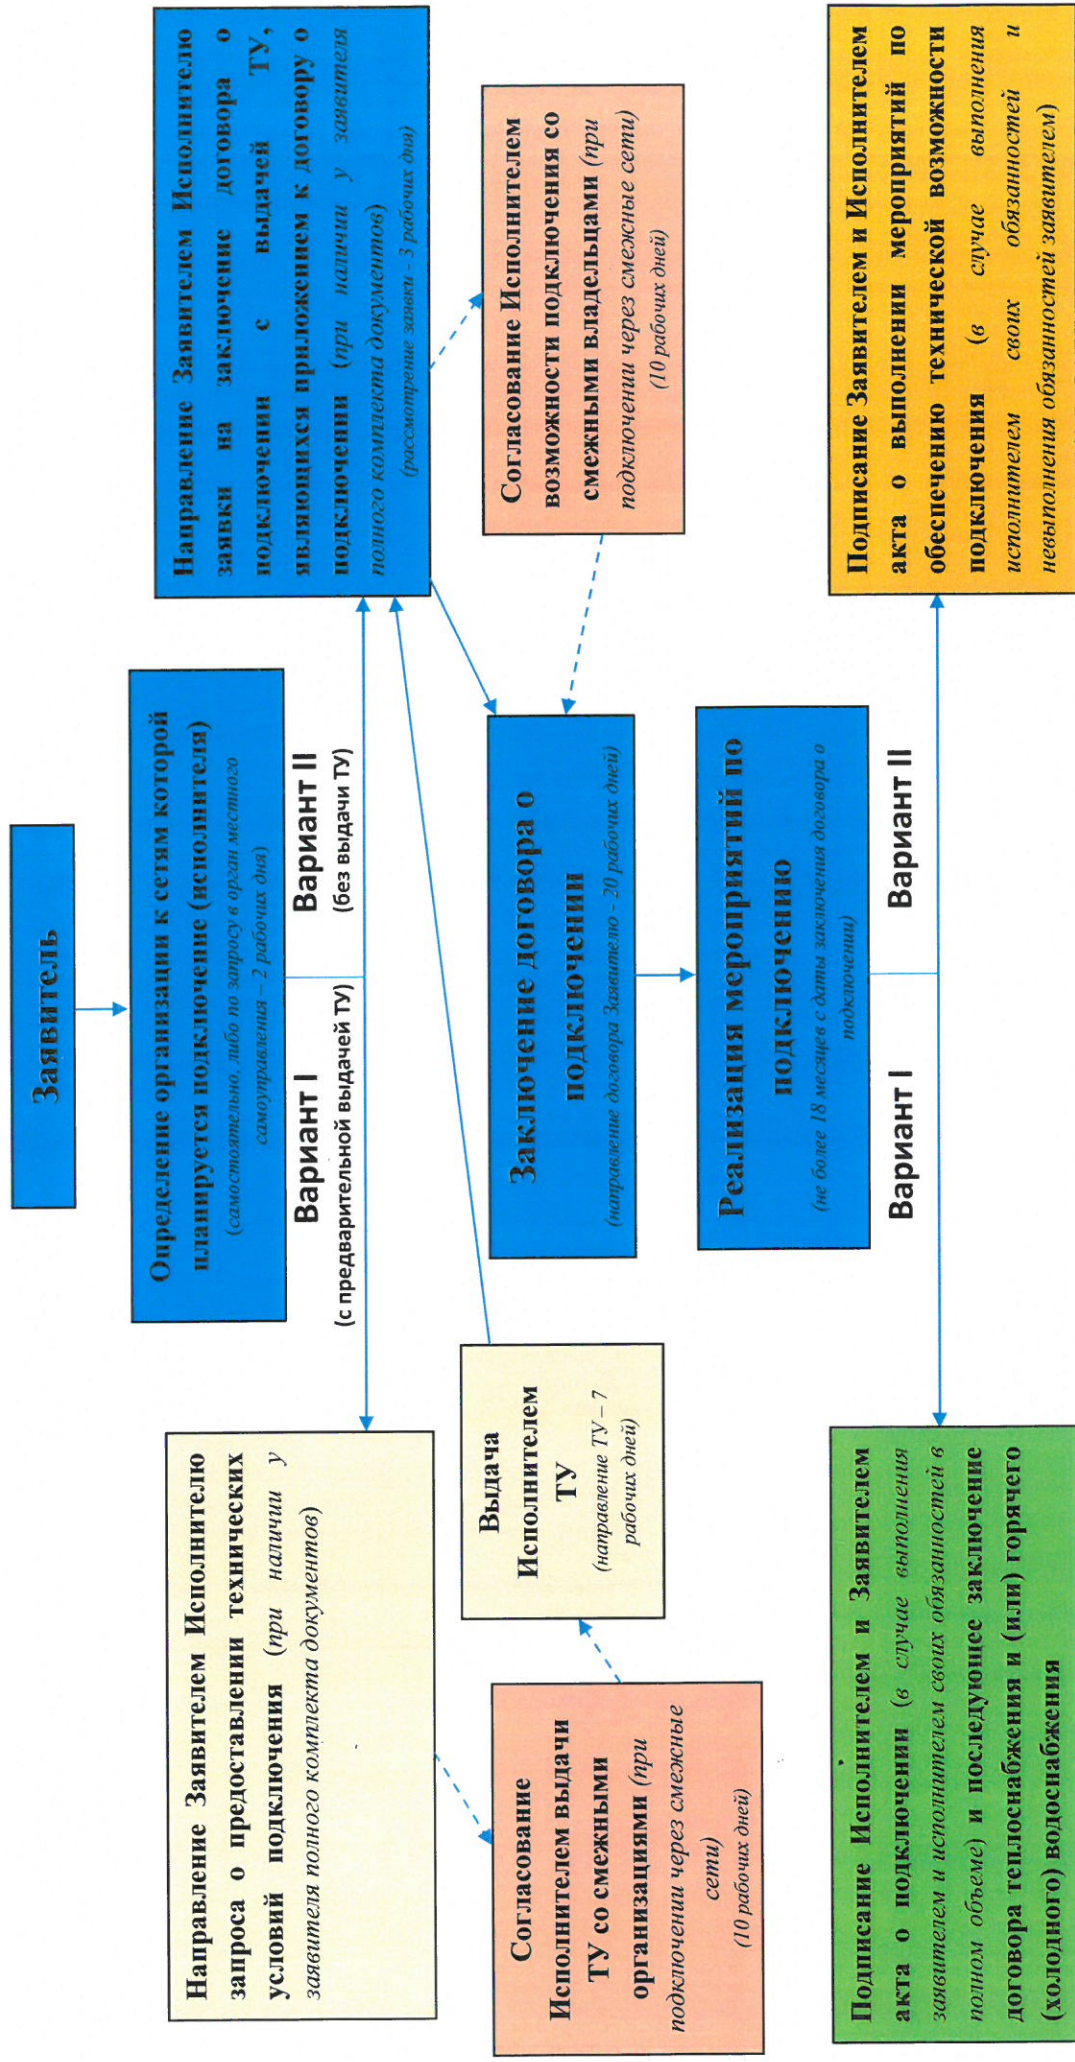 Заявитель
Определение организации к сетям которой
планируется подключение (исполнителя)
(самостоятельно, либо по запросу в орган местного
самоуправления – 2 рабочих дня)
Вариант I
(с предварительной выдачей ТУ)
Вариант II
(без выдачи ТУ)
Направление Заявителем Исполнителю
запроса о предоставлении технических
условий подключения (при наличии у
заявителя полного комплекта документов)
Направление Заявителем Исполнителю
заявки на заключение договора о
подключении с выдачей ТУ,
являющихся приложением к договору о
подключении (при наличии у заявителя
полного комплекта документов)
(рассмотрение заявки - 3 рабочих дня)
Согласование
Исполнителем выдачи
ТУ со смежными
организациями (при
подключении через смежные
сети)
(10 рабочих дней)
Выдача
Исполнителем
ТУ
(направление ТУ – 7
рабочих дней)
Заключение договора о
подключении
(направление договора Заявителю - 20 рабочих дней)
Согласование Исполнителем
возможности подключения со
смежными владельцами (при
подключении через смежные сети)
(10 рабочих дней)
Реализация мероприятий по
подключению
(не более 18 месяцев с даты заключения договора о
подключении)
Вариант I
Вариант II
Подписание Исполнителем и Заявителем
акта о подключении (в случае выполнения
заявителем и исполнителем своих обязанностей в
полном объеме) и последующее заключение
договора теплоснабжения и (или) горячего
(холодного) водоснабжения
Подписание Заявителем и Исполнителем
акта о выполнении мероприятий по
обеспечению технической возможности
подключения (в случае выполнения
исполнителем своих обязанностей и
невыполнения обязанностей заявителем)